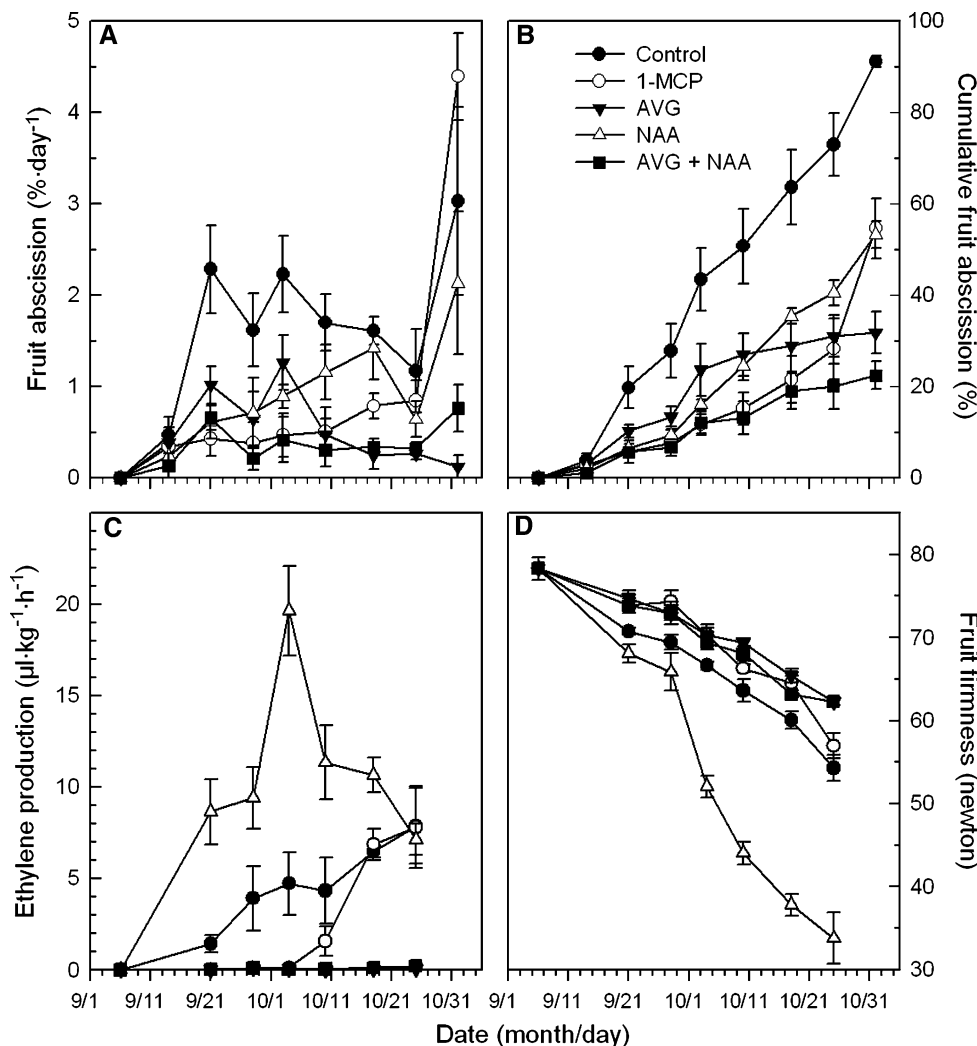 A
Fruit abscission (%·day⁻¹)
5
4
3
2
1
0
B
Control
1-MCP
AVG
NAA
AVG + NAA
100
80
60
40
20
0
Cumulative fruit abscission (%)
C
Ethylene production (µl·kg⁻¹·h⁻¹)
20
15
10
5
0
9/1 9/11 9/21 10/1 10/11 10/21 10/31
D
80
70
60
50
40
30
Fruit firmness (newton)
9/1 9/11 9/21 10/1 10/11 10/21 10/31
Date (month/day)